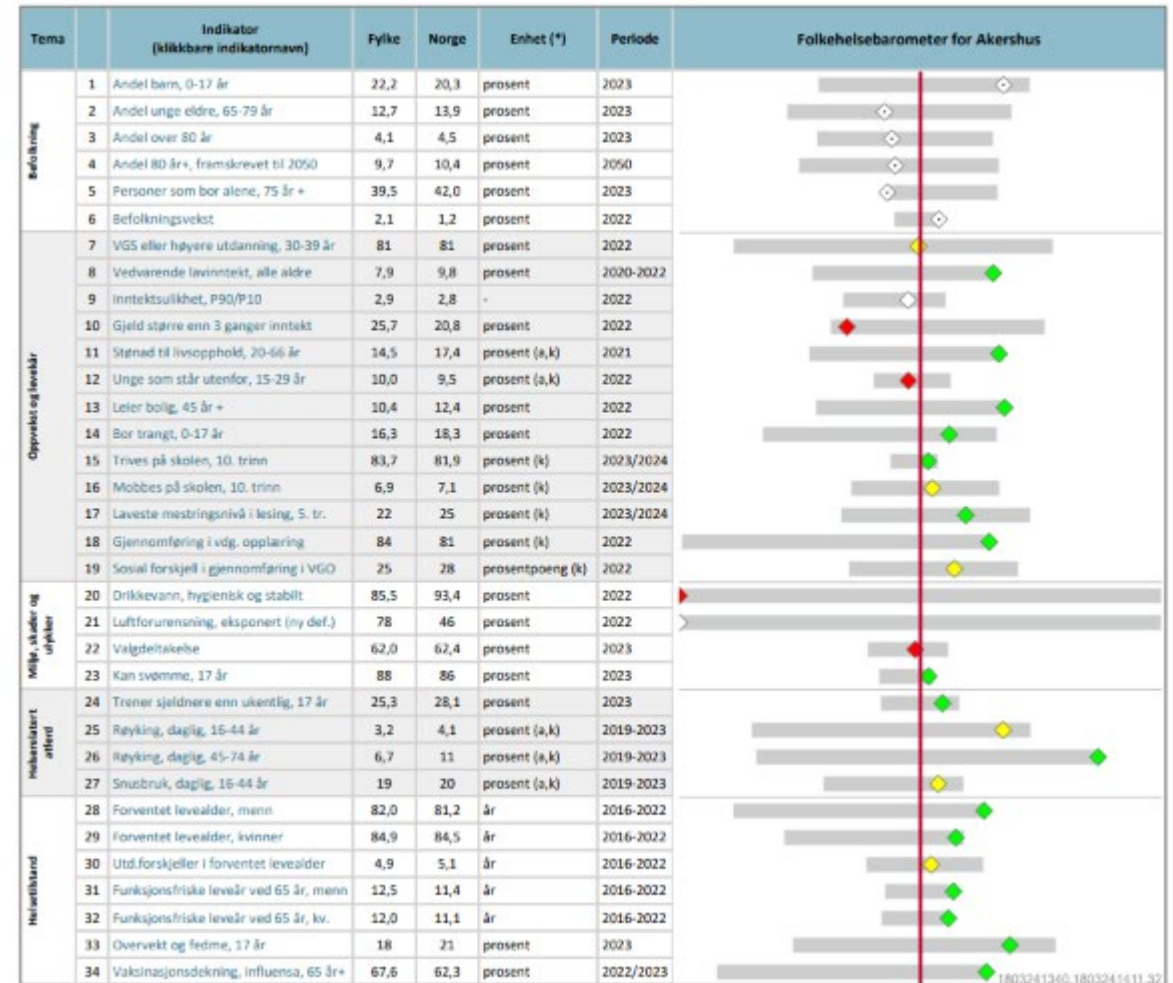 Tema Indikator (klikkbare indikatornavn) Fylke Norge Enhet (*) Periode Folkehelsebarometer for Akershus
Befolkning
1 Andel barn, 0-17 år 22,2 20,3 prosent 2023
2 Andel unge eldre, 65-79 år 12,7 13,9 prosent 2023
3 Andel over 80 år 4,1 4,5 prosent 2023
4 Andel 80 år+, framskrevet til 2050 9,7 10,4 prosent 2050
5 Personer som bor alene, 75 år + 39,5 42,0 prosent 2023
6 Befolkningsvekst 2,1 1,2 prosent 2022
Oppvekst og levekår
7 VGS eller høyere utdanning, 30-39 år 81 81 prosent 2022
8 Vedvarende lavinntekt, alle aldre 7,9 9,8 prosent 2020-2022
9 Inntektsulikhet, P90/P10 2,9 2,8 - 2022
10 Gjeld større enn 3 ganger inntekt 25,7 20,8 prosent 2022
11 Stønad til livsopphold, 20-66 år 14,5 17,4 prosent (a,k) 2021
12 Unge som står utenfor, 15-29 år 10,0 9,5 prosent (a,k) 2022
13 Leier bolig, 45 år + 10,4 12,4 prosent 2022
14 Bor trangt, 0-17 år 16,3 18,3 prosent 2022
15 Trives på skolen, 10. trinn 83,7 81,9 prosent (k) 2023/2024
16 Mobbes på skolen, 10. trinn 6,9 7,1 prosent (k) 2023/2024
17 Laveste mestringsnivå i lesing, 5. tr. 22 25 prosent (k) 2023/2024
18 Gjennomføring i vdg. opplæring 84 81 prosent (k) 2022
19 Sosial forskjell i gjennomføring i VGO 25 28 prosentpoeng (k) 2022
Miljø, skader og ulykker
20 Drikkevann, hygienisk og stabilt 85,5 93,4 prosent 2022
21 Luftforurensning, eksponert (ny def.) 78 46 prosent 2022
22 Valgdeltakelse 62,0 62,4 prosent 2023
23 Kan svømme, 17 år 88 86 prosent 2023
Helserelatert atferd
24 Trener sjeldnere enn ukentlig, 17 år 25,3 28,1 prosent 2023
25 Røyking, daglig, 16-44 år 3,2 4,1 prosent (a,k) 2019-2023
26 Røyking, daglig, 45-74 år 6,7 11 prosent (a,k) 2019-2023
27 Snusbruk, daglig, 16-44 år 19 20 prosent (a,k) 2019-2023
Helsetilstand
28 Forventet levealder, menn 82,0 81,2 år 2016-2022
29 Forventet levealder, kvinner 84,9 84,5 år 2016-2022
30 Utd.forskjeller i forventet levealder 4,9 5,1 år 2016-2022
31 Funksjonsfriske leveår ved 65 år, menn 12,5 11,4 år 2016-2022
32 Funksjonsfriske leveår ved 65 år, kv. 12,0 11,1 år 2016-2022
33 Overvekt og fedme, 17 år 18 21 prosent 2023
34 Vaksinasjonsdekning, influensa, 65 år+ 67,6 62,3 prosent 2022/2023
1803241340.1803241411.32